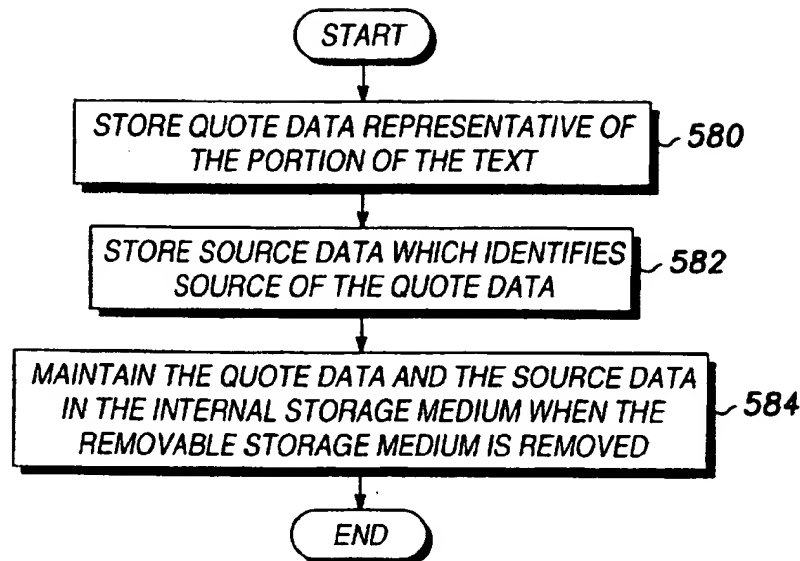 START
STORE QUOTE DATA REPRESENTATIVE OF
THE PORTION OF THE TEXT
580
STORE SOURCE DATA WHICH IDENTIFIES
SOURCE OF THE QUOTE DATA
582
MAINTAIN THE QUOTE DATA AND THE SOURCE DATA
IN THE INTERNAL STORAGE MEDIUM WHEN THE
REMOVABLE STORAGE MEDIUM IS REMOVED
584
END